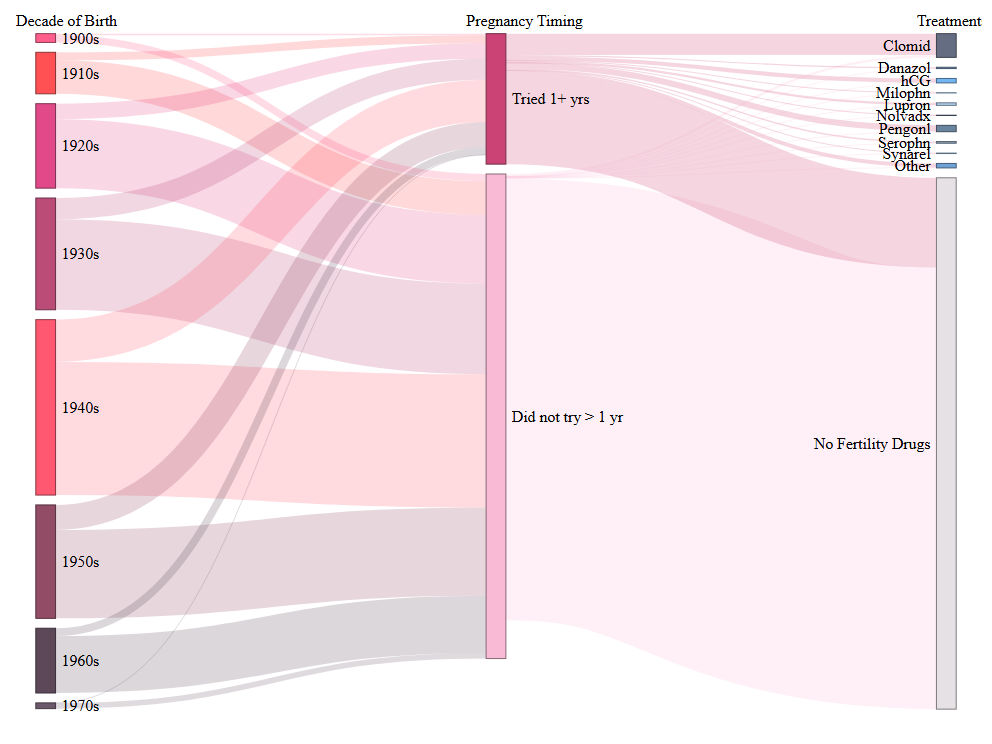 Decade of Birth
Pregnancy Timing
Treatment
1900s
1910s
1920s
1930s
1940s
1950s
1960s
1970s
Tried 1+ yrs
Did not try > 1 yr
Clomid
Danazol
hCG
Milophn
Lupron
Nolvadx
Pengonl
Serophn
Synarel
Other
No Fertility Drugs